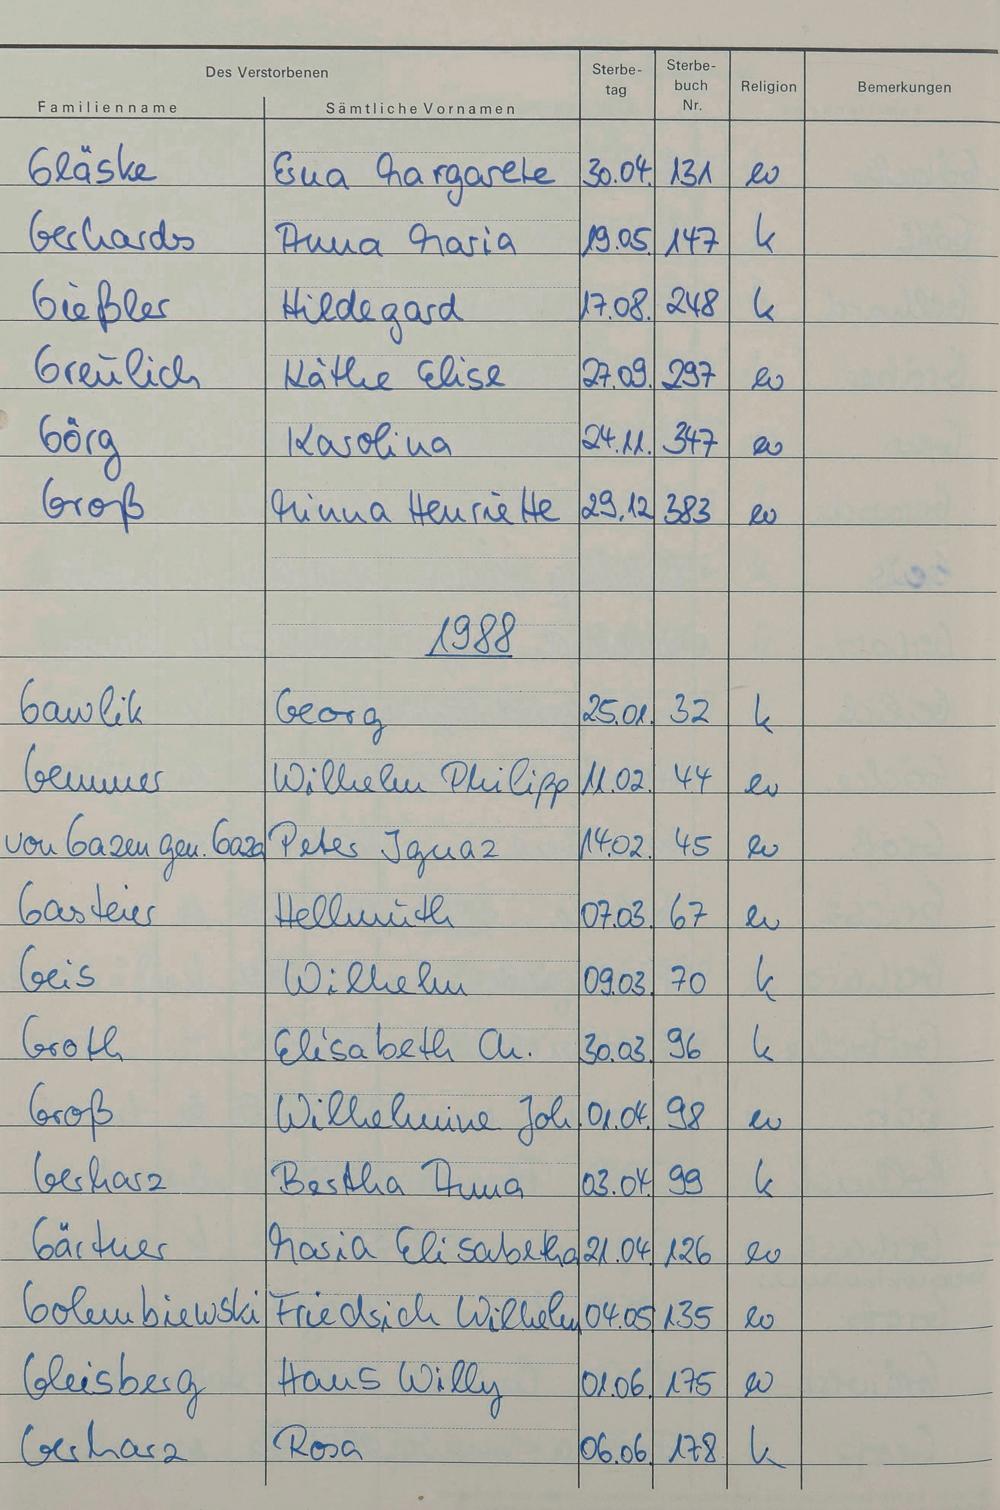 Des Verstorbenen
Familienname Sämtliche Vornamen Sterbe-tag Sterbe-buch Nr. Religion Bemerkungen
Gläske Eva Margarete 30.04. 131 ev
Gerhards Anna Maria 19.05. 147 k
Gießler Hildegard 17.08. 248 k
Greulich Käthe Elise 27.09. 297 ev
Görg Karolina 24.11. 347 ev
Groß Minna Henriette 29.12 383 ev
1988
Gawlik Georg 25.01. 32 k
Gemmer Wilhelm Philipp 11.02. 44 ev
von Gazen gen. Gaza Peter Ignaz 14.02. 45 ev
Gasteier Hellmuth 07.03. 67 ev
Geis Wilhelm 09.03. 70 k
Groth Elisabeth Ch. 30.03. 96 k
Groß Wilhelmine Joh. 01.04. 98 ev
Gerharz Bertha Anna 03.04. 99 k
Gärtner Maria Elisabetha 21.04. 126 ev
Golembiewski Friedrich Wilhelm 04.05 135 ev
Gleisberg Hans Willy 01.06. 175 ev
Gerharz Rosa 06.06. 178 k